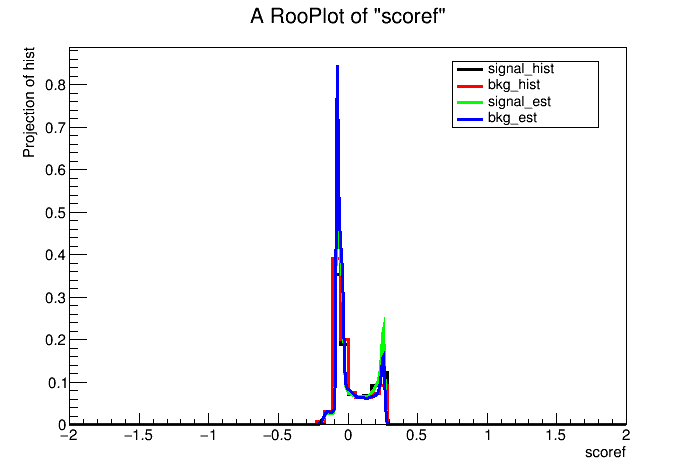 A RooPlot of "scoref"
Projection of hist
signal_hist
bkg_hist
signal_est
bkg_est
0.8
0.7
0.6
0.5
0.4
0.3
0.2
0.1
0
−2 −1.5 −1 −0.5 0 0.5 1 1.5 2
scoref